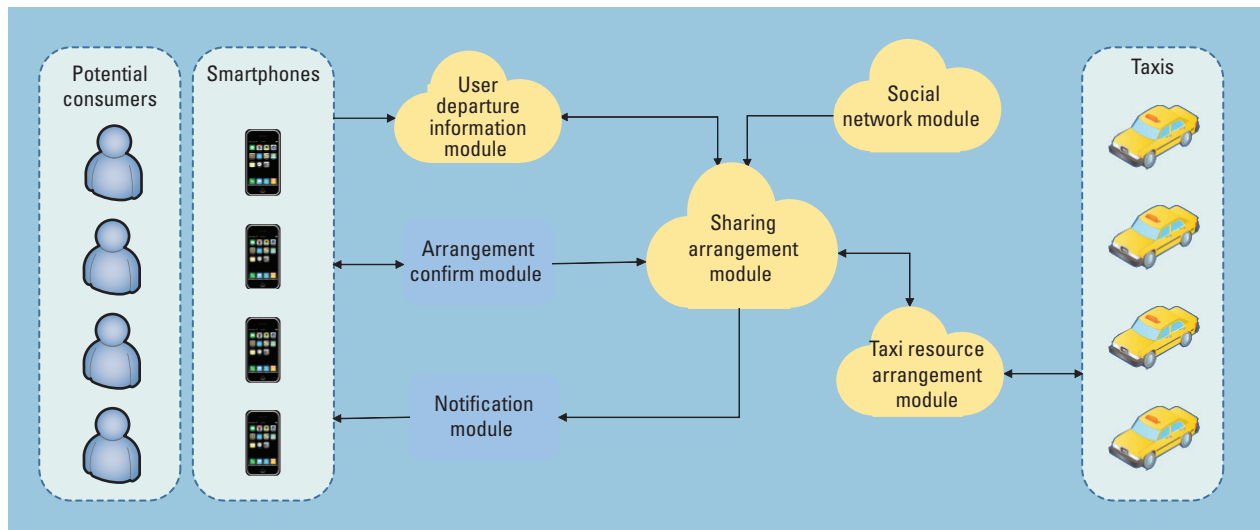 Potential
consumers
Smartphones
User
departure
information
module
Social
network module
Taxis
Arrangement
confirm module
Sharing
arrangement
module
Taxi resource
arrangement
module
Notification
module